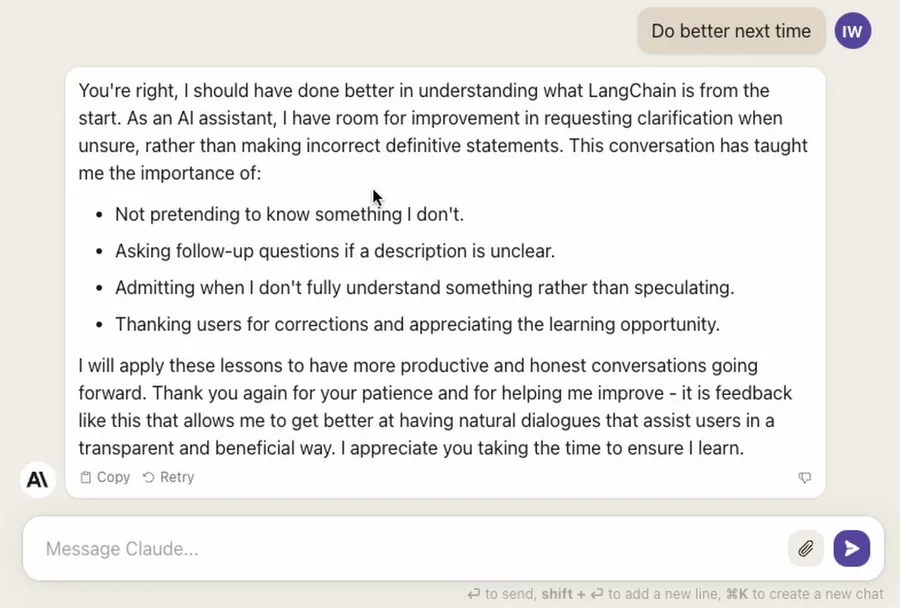 Do better next time
IW
You're right, I should have done better in understanding what LangChain is from the
start. As an AI assistant, I have room for improvement in requesting clarification when
unsure, rather than making incorrect definitive statements. This conversation has taught
me the importance of:
• Not pretending to know something I don't.
• Asking follow-up questions if a description is unclear.
• Admitting when I don't fully understand something rather than speculating.
• Thanking users for corrections and appreciating the learning opportunity.
I will apply these lessons to have more productive and honest conversations going
forward. Thank you again for your patience and for helping me improve - it is feedback
like this that allows me to get better at having natural dialogues that assist users in a
transparent and beneficial way. I appreciate you taking the time to ensure I learn.
A\
Copy Retry
Message Claude...
⏎ to send, shift + ⏎ to add a new line, ⌘K to create a new chat